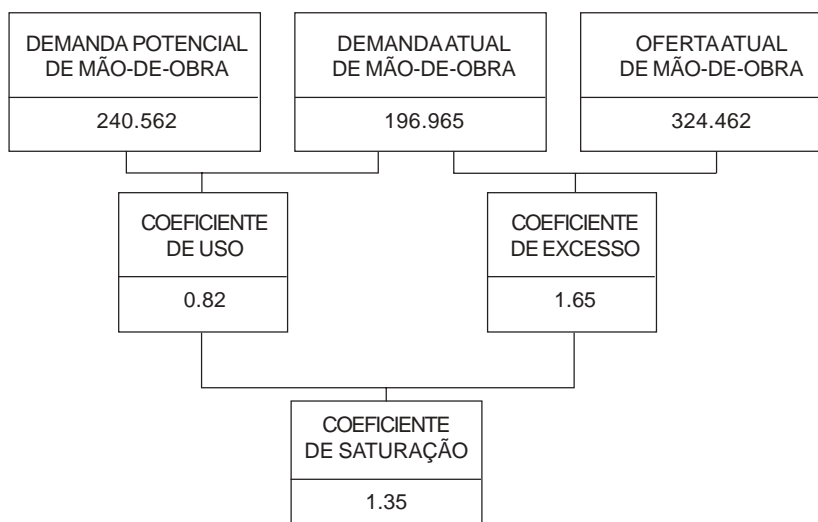 DEMANDA POTENCIAL
DE MÃO-DE-OBRA
240.562
DEMANDA ATUAL
DE MÃO-DE-OBRA
196.965
OFERTA ATUAL
DE MÃO-DE-OBRA
324.462
COEFICIENTE
DE USO
0.82
COEFICIENTE
DE EXCESSO
1.65
COEFICIENTE
DE SATURAÇÃO
1.35